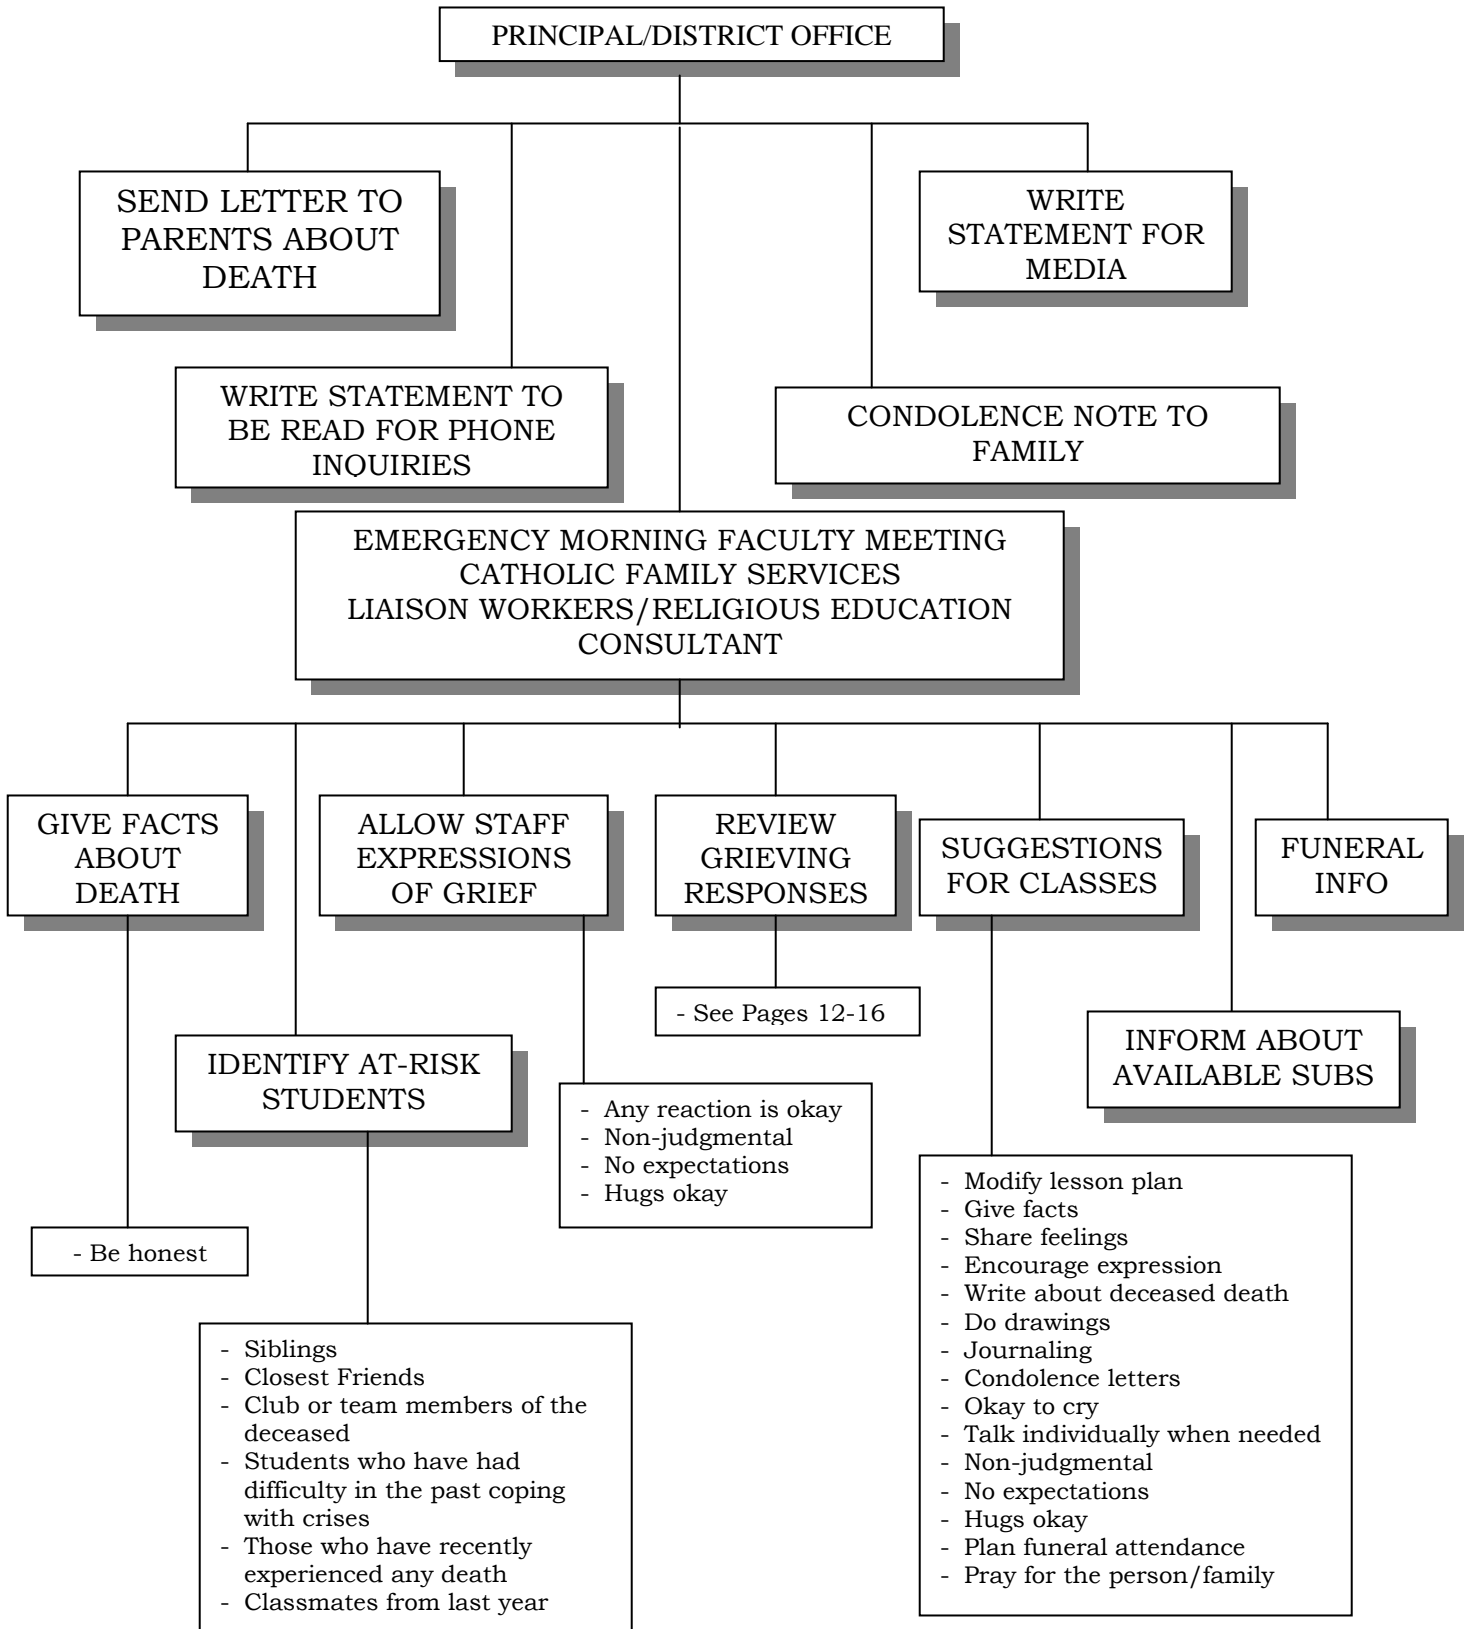 PRINCIPAL/DISTRICT OFFICE
SEND LETTER TO
PARENTS ABOUT
DEATH
WRITE
STATEMENT FOR
MEDIA
WRITE STATEMENT TO
BE READ FOR PHONE
INQUIRIES
CONDOLENCE NOTE TO
FAMILY
EMERGENCY MORNING FACULTY MEETING
CATHOLIC FAMILY SERVICES
LIAISON WORKERS/RELIGIOUS EDUCATION
CONSULTANT
GIVE FACTS
ABOUT
DEATH
ALLOW STAFF
EXPRESSIONS
OF GRIEF
REVIEW
GRIEVING
RESPONSES
SUGGESTIONS
FOR CLASSES
FUNERAL
INFO
- See Pages 12-16
IDENTIFY AT-RISK
STUDENTS
INFORM ABOUT
AVAILABLE SUBS
- Any reaction is okay
- Non-judgmental
- No expectations
- Hugs okay
- Be honest
- Modify lesson plan
- Give facts
- Share feelings
- Encourage expression
- Write about deceased death
- Do drawings
- Journaling
- Condolence letters
- Okay to cry
- Talk individually when needed
- Non-judgmental
- No expectations
- Hugs okay
- Plan funeral attendance
- Pray for the person/family
- Siblings
- Closest Friends
- Club or team members of the
deceased
- Students who have had
difficulty in the past coping
with crises
- Those who have recently
experienced any death
- Classmates from last year